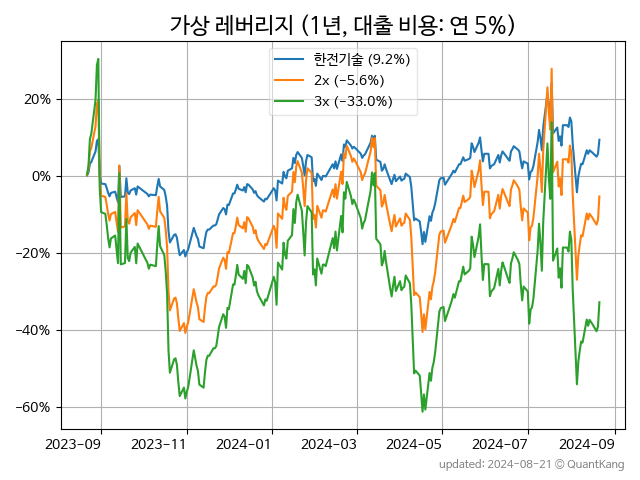 가상 레버리지 (1년, 대출 비용: 연 5%)
한전기술 (9.2%)
2x (−5.6%)
3x (−33.0%)
20%
0%
−20%
−40%
−60%
2023−09 2023−11 2024−01 2024−03 2024−05 2024−07 2024−09
updated: 2024-08-21 © QuantKang